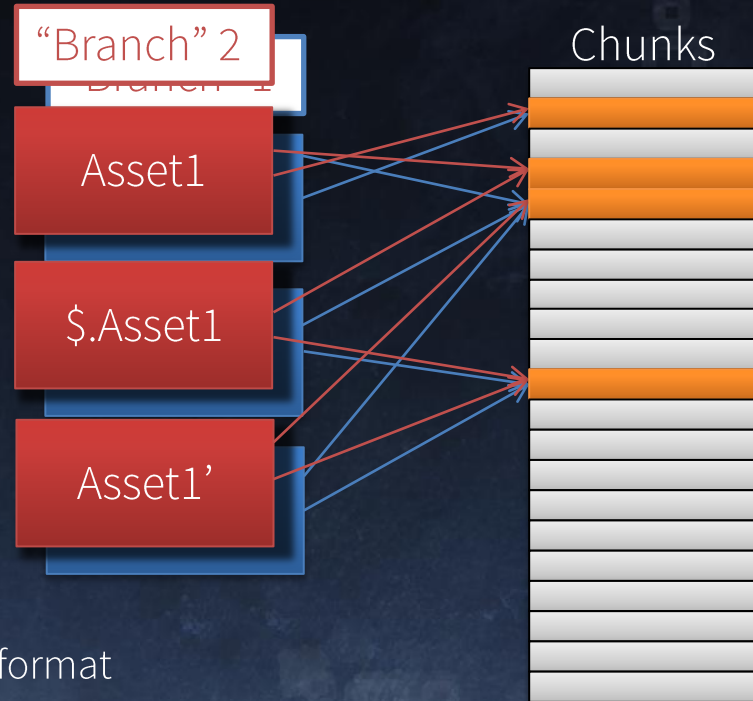 “Branch” 2
Chunks
Asset1
$.Asset1
Asset1’
format